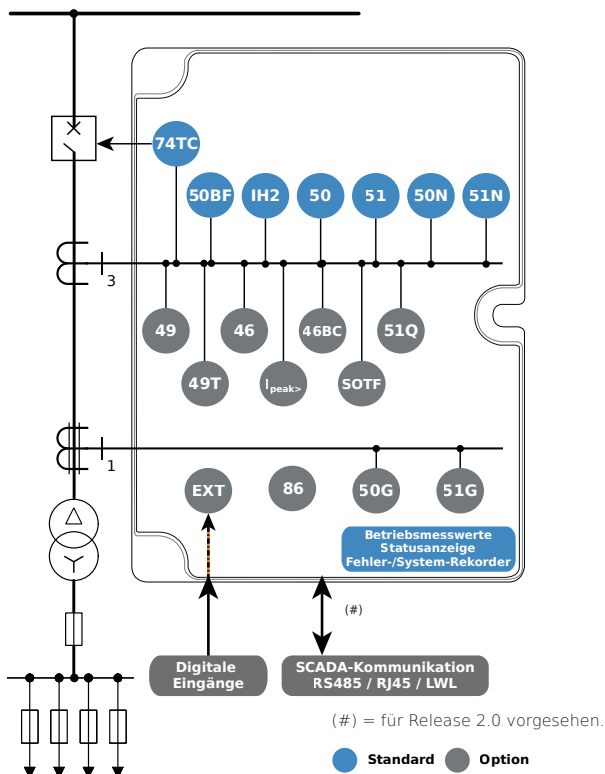 74TC
50BF
IH2
50
51
50N
51N
3
49
46
46BC
51Q
49T
Ipeak>
SOTF
1
EXT
86
50G
51G
Betriebsmesswerte
Statusanzeige
Fehler-/System-Rekorder
(#)
Digitale
Eingänge
SCADA-Kommunikation
RS485 / RJ45 / LWL
(#) = für Release 2.0 vorgesehen.
Standard
Option